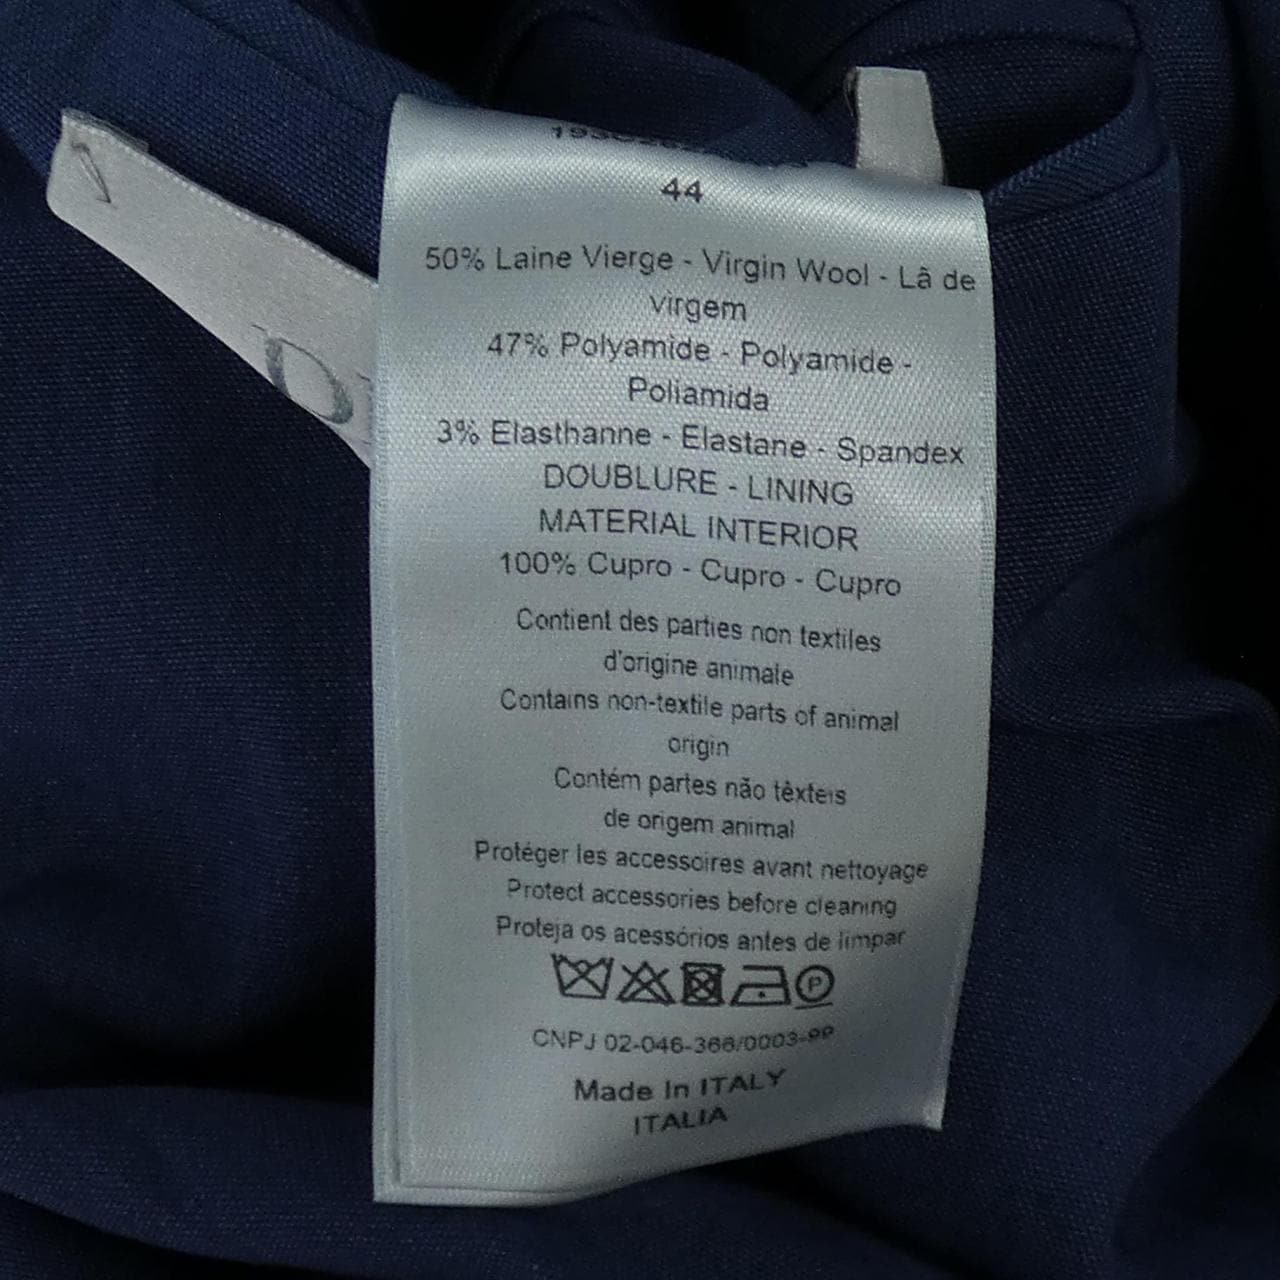 44
50% Laine Vierge - Virgin Wool - Lã de
virgem
47% Polyamide - Polyamide -
Poliamida
3% Elasthanne - Elastane - Spandex
DOUBLURE - LINING
MATERIAL INTERIOR
100% Cupro - Cupro - Cupro
Contient des parties non textiles
d'origine animale
Contains non-textile parts of animal
origin
Contém partes não têxteis
de origem animal
Protéger les accessoires avant nettoyage
Protect accessories before cleaning
Proteja os acessórios antes de limpar
P
CNPJ 02-046-366/0003-99
Made In ITALY
ITALIA